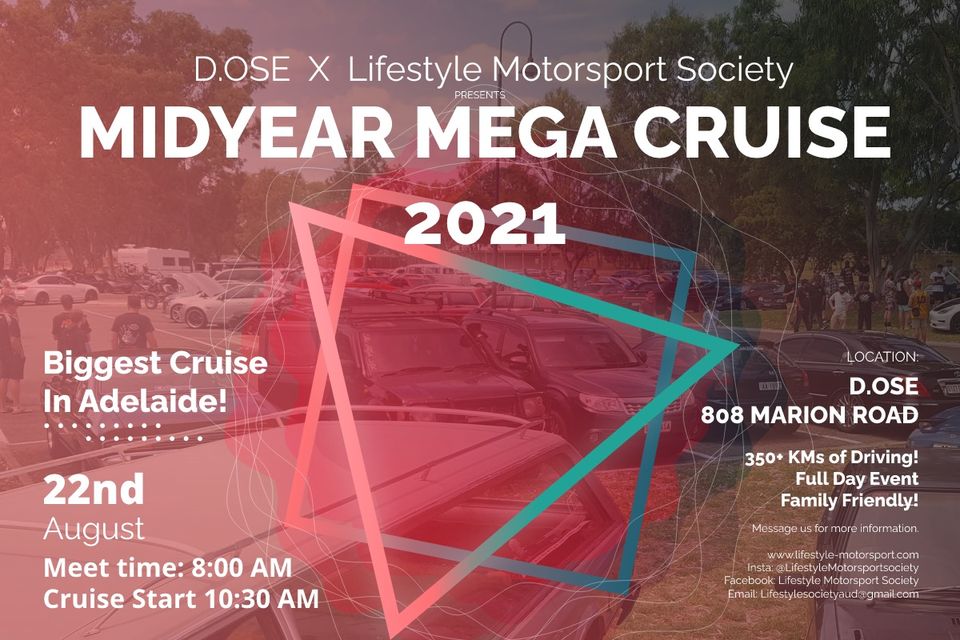 D.OSE X Lifestyle Motorsport Society
PRESENTS
MIDYEAR MEGA CRUISE
2021
Biggest Cruise
In Adelaide!
22nd
August
Meet time: 8:00 AM
Cruise Start 10:30 AM
LOCATION:
D.OSE
808 MARION ROAD
350+ KMs of Driving!
Full Day Event
Family Friendly!
Message us for more information.
www.lifestyle-motorsport.com
Insta: @LifestyleMotorsportsociety
Facebook: Lifestyle Motorsport Society
Email: Lifestylesocietyaud@gmail.com